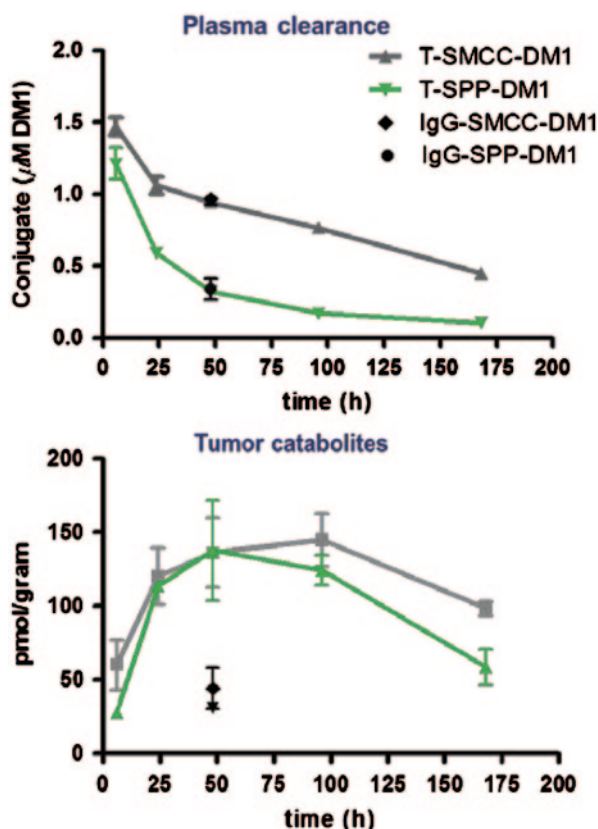 Plasma clearance
T-SMCC-DM1
T-SPP-DM1
IgG-SMCC-DM1
IgG-SPP-DM1
Conjugate (μM DM1)
2.0
1.5
1.0
0.5
0.0
0 25 50 75 100 125 150 175 200
time (h)
Tumor catabolites
pmol/gram
200
150
100
50
0
0 25 50 75 100 125 150 175 200
time (h)